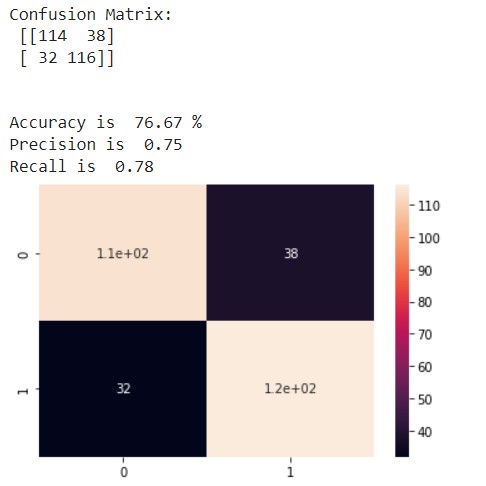 Confusion Matrix:
[[114 38]
[ 32 116]]
Accuracy is 76.67 %
Precision is 0.75
Recall is 0.78
110
0
1.1e+02
38
100
90
80
70
60
1
32
1.2e+02
50
40
0
1